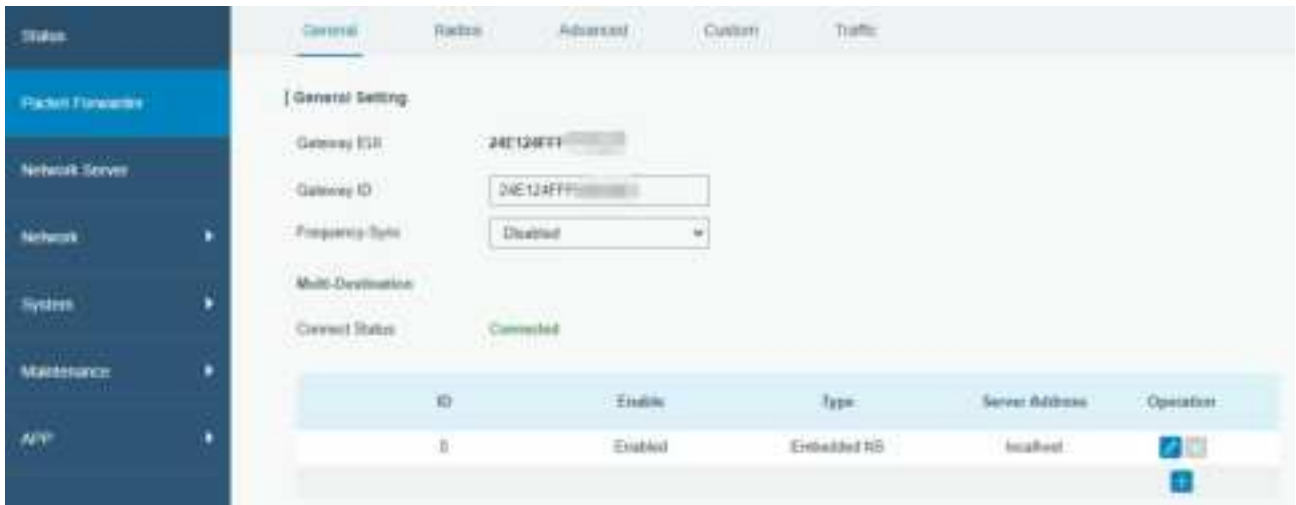 Status
General Radios Advanced Custom Traffic
Packet Forwarder
General Setting
Gateway EUI 24E124FFF
Network Server
Gateway ID 24E124FFF
Network
Frequency-Sync Disabled
Multi-Destination
System
Connect Status Connected
Maintenance
ID Enable Type Server Address Operation
APP
0 Enabled Embedded NS localhost